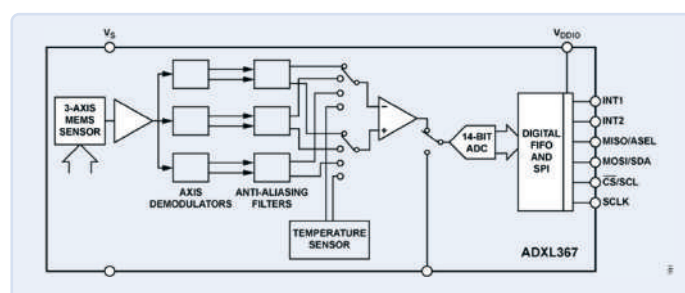 VS
VDDIO
3-AXIS
MEMS
SENSOR
AXIS
DEMODULATORS
ANTI-ALIASING
FILTERS
TEMPERATURE
SENSOR
14-BIT
ADC
DIGITAL
FIFO
AND
SPI
INT1
INT2
MISO/ASEL
MOSI/SDA
CS/SCL
SCLK
ADXL367